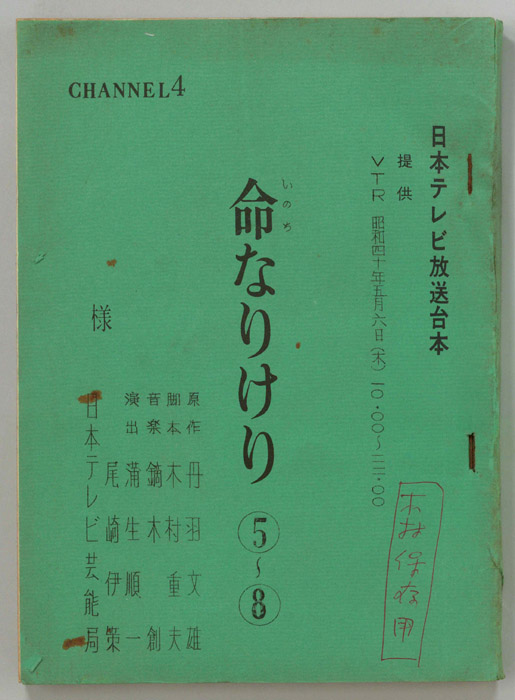 CHANNEL4
日本テレビ放送台本
提供
VTR 昭和四十年五月六日(木)一〇・〇〇〜二二・〇〇
いのち
命なりけり ⑤〜⑧
原作 丹羽文雄
脚本 木村重夫
音楽 鏑木創
演出 蒲生順一
尾崎伊策
様
日本テレビ芸能局
木村保存用